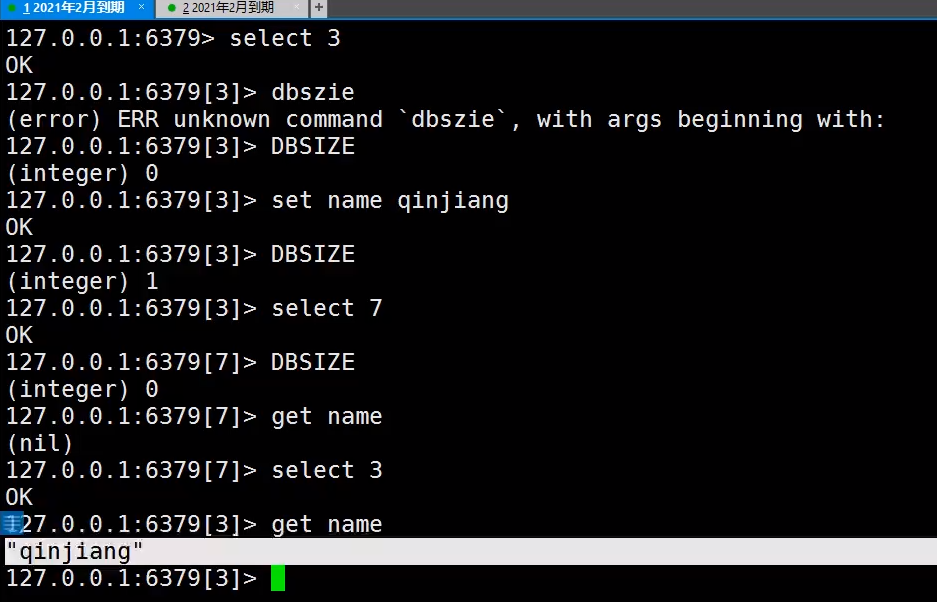 1 2021年2月到期 × 2 2021年2月到期 × +
127.0.0.1:6379> select 3
OK
127.0.0.1:6379[3]> dbszie
(error) ERR unknown command `dbszie`, with args beginning with:
127.0.0.1:6379[3]> DBSIZE
(integer) 0
127.0.0.1:6379[3]> set name qinjiang
OK
127.0.0.1:6379[3]> DBSIZE
(integer) 1
127.0.0.1:6379[3]> select 7
OK
127.0.0.1:6379[7]> DBSIZE
(integer) 0
127.0.0.1:6379[7]> get name
(nil)
127.0.0.1:6379[7]> select 3
OK
127.0.0.1:6379[3]> get name
"qinjiang"
127.0.0.1:6379[3]>